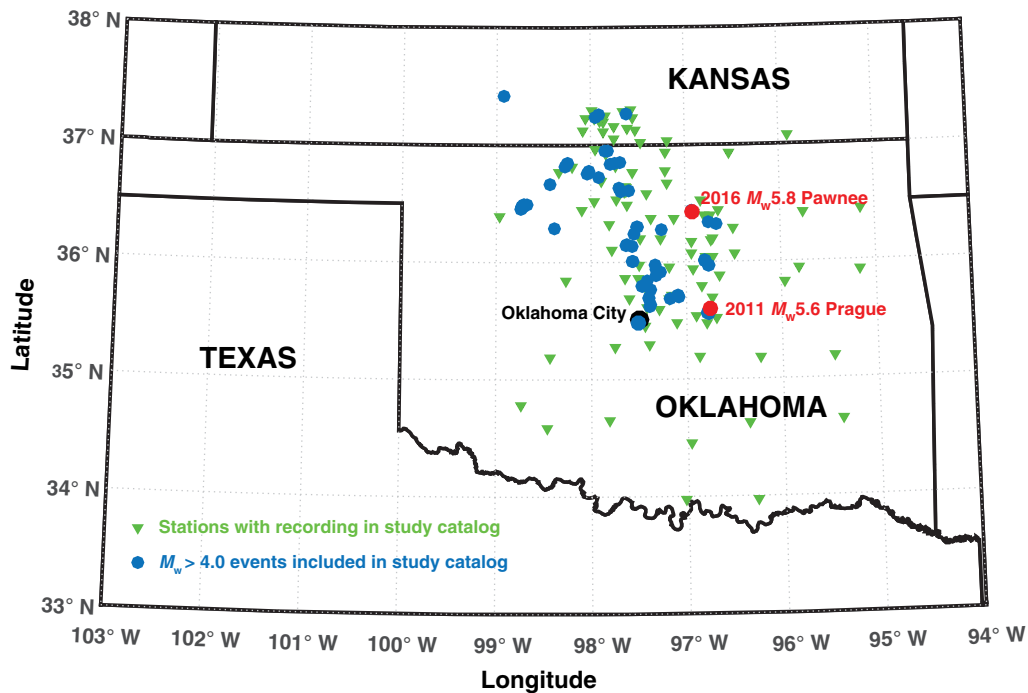 38° N
KANSAS
37° N
2016 Mw5.8 Pawnee
36° N
Oklahoma City
2011 Mw5.6 Prague
TEXAS
35° N
OKLAHOMA
34° N
Stations with recording in study catalog
Mw > 4.0 events included in study catalog
33° N
103° W 102° W 101° W 100° W 99° W 98° W 97° W 96° W 95° W 94° W
Longitude
Latitude